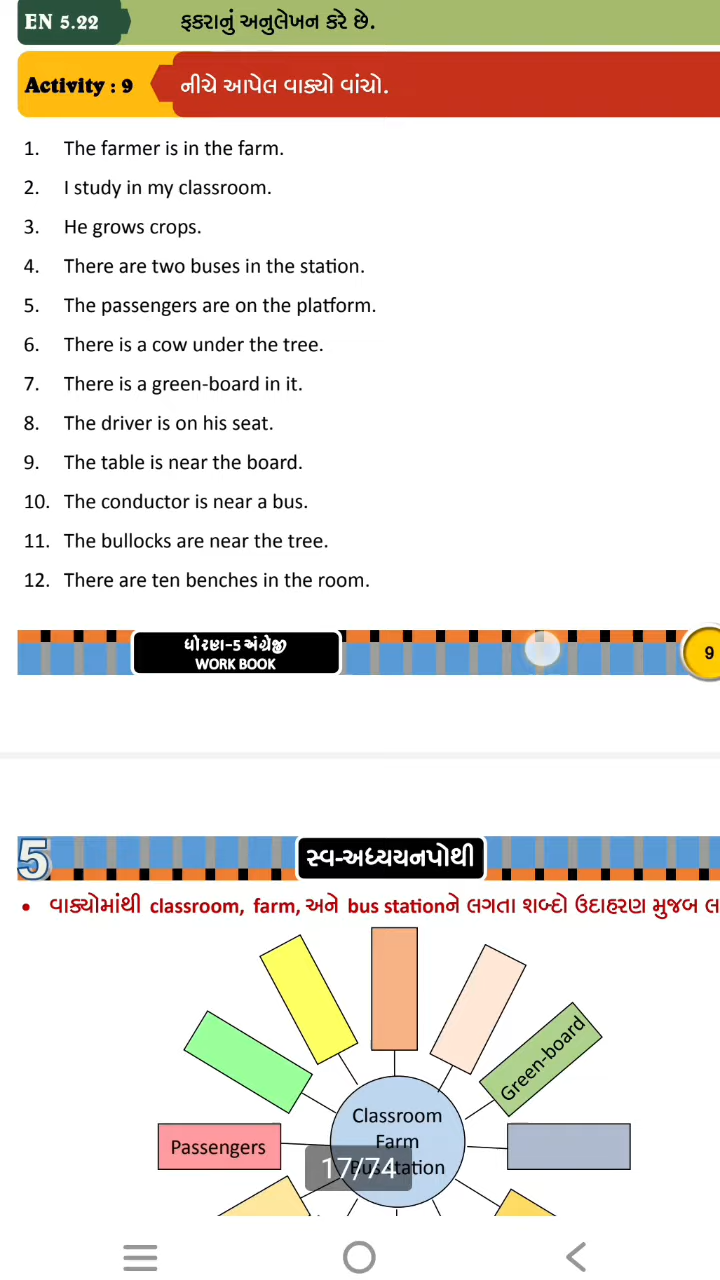 EN 5.22 ફકરાનું અનુલેખન કરે છે.
Activity : 9 નીચે આપેલ વાક્યો વાંચો.
1. The farmer is in the farm.
2. I study in my classroom.
3. He grows crops.
4. There are two buses in the station.
5. The passengers are on the platform.
6. There is a cow under the tree.
7. There is a green-board in it.
8. The driver is on his seat.
9. The table is near the board.
10. The conductor is near a bus.
11. The bullocks are near the tree.
12. There are ten benches in the room.
ધોરણ-5 અંગ્રેજી
WORK BOOK
9
5 સ્વ-અધ્યયનપોથી
• વાક્યોમાંથી classroom, farm, અને bus stationને લગતા શબ્દો ઉદાહરણ મુજબ લ
Green-board
Classroom
Passengers Farm
Bus Station
17/74